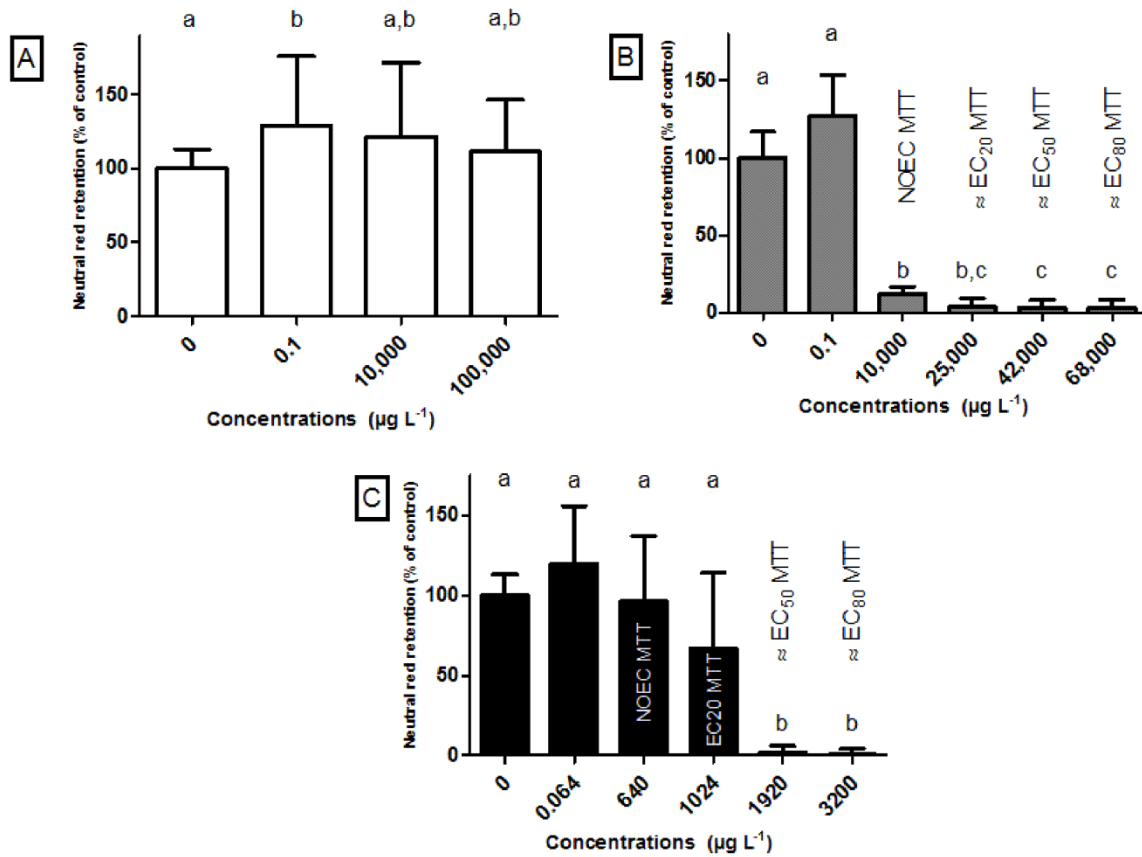 A
Neutral red retention (% of control)
a b a,b a,b
150
100
50
0
0 0.1 10,000 100,000
Concentrations (µg L-1)
B
Neutral red retention (% of control)
a a NOEC MTT ≈ EC20 MTT ≈ EC50 MTT ≈ EC80 MTT
b b,c c c
150
100
50
0
0 0.1 10,000 25,000 42,000 68,000
Concentrations (µg L-1)
C
Neutral red retention (% of control)
a a a a
NOEC MTT EC20 MTT ≈ EC50 MTT ≈ EC80 MTT
b b
150
100
50
0
0 0.064 640 1024 1920 3200
Concentrations (µg L-1)